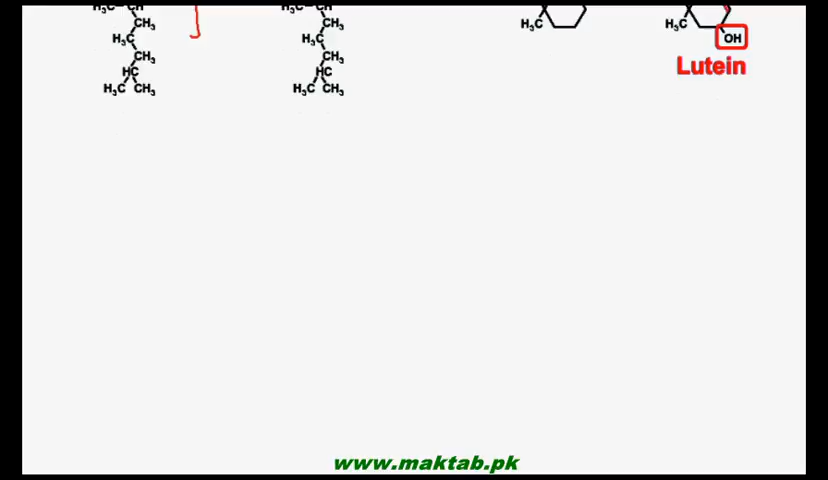 H₃C CH H₃C CH
CH₃ CH₃ H₃C H₃C
H₃C H₃C OH
CH₃ CH₃ Lutein
HC HC
H₃C CH₃ H₃C CH₃
www.maktab.pk